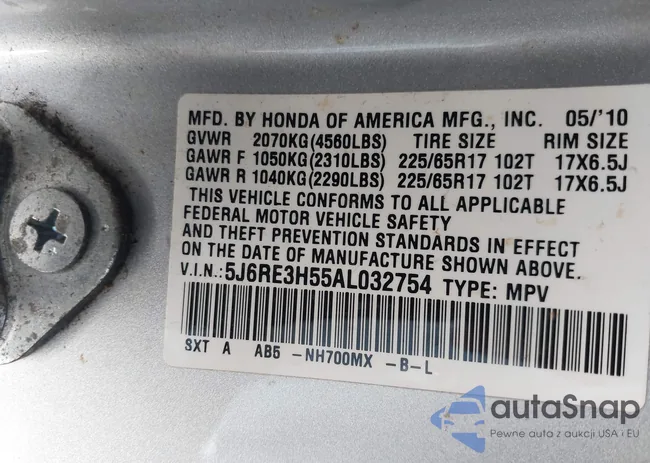 MFD. BY HONDA OF AMERICA MFG., INC. 05/'10
GVWR 2070KG(4560LBS) TIRE SIZE RIM SIZE
GAWR F 1050KG(2310LBS) 225/65R17 102T 17X6.5J
GAWR R 1040KG(2290LBS) 225/65R17 102T 17X6.5J
THIS VEHICLE CONFORMS TO ALL APPLICABLE
FEDERAL MOTOR VEHICLE SAFETY
AND THEFT PREVENTION STANDARDS IN EFFECT
ON THE DATE OF MANUFACTURE SHOWN ABOVE.
V.I.N.:5J6RE3H55AL032754 TYPE: MPV
SXT A AB5 -NH700MX -B-L
autaSnap
Pewne auta z aukcji USA i EU